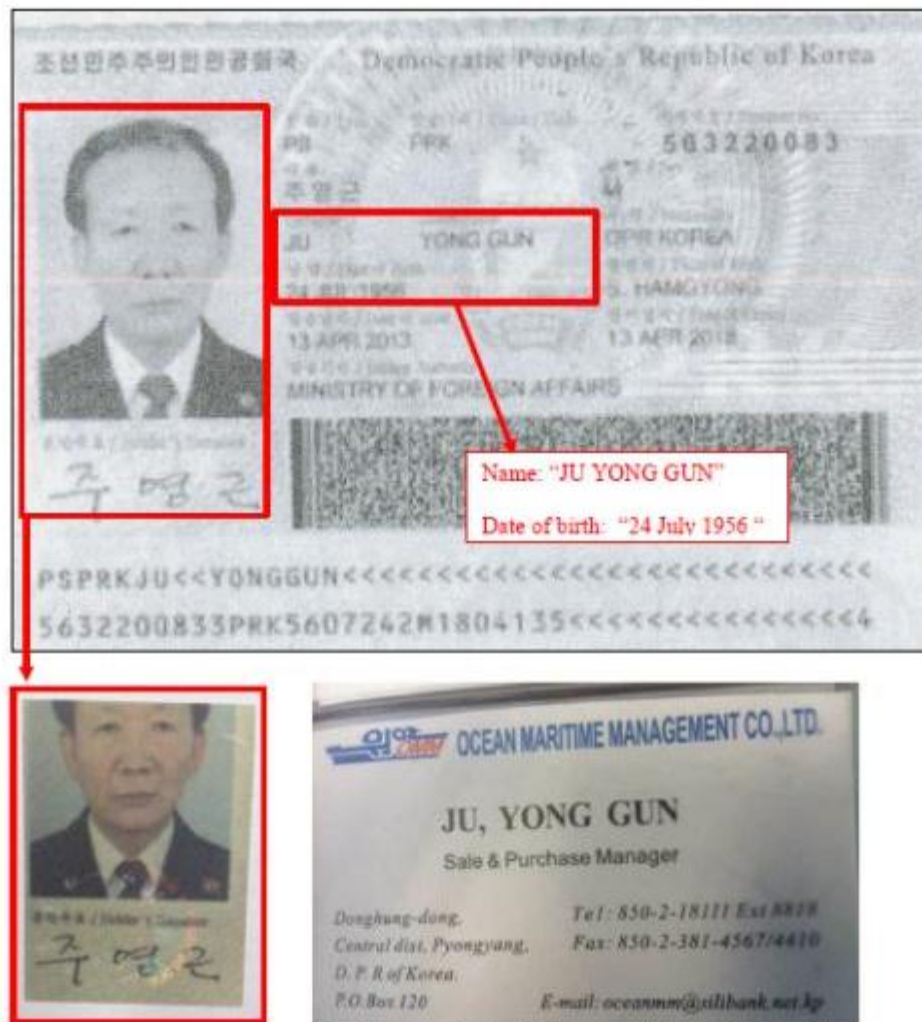 조선민주주의인민공화국 Democratic People's Republic of Korea
PS PRK 563220083
주영근 남
JU YONG GUN DPR KOREA
24 JUL 1956 S. HAMGYONG
13 APR 2013 13 APR 2018
MINISTRY OF FOREIGN AFFAIRS
주영근
Name: “JU YONG GUN”
Date of birth: “24 July 1956 “
PSPRKJU<<YONGGUN<<<<<<<<<<<<<<<<<<<<<<<<<<<<
5632200833PRK5607242M1804135<<<<<<<<<<<<<<<4
주영근
OMM OCEAN MARITIME MANAGEMENT CO.,LTD.
JU, YONG GUN
Sale & Purchase Manager
Donghung-dong, Tel: 850-2-18111 Ext 8818
Central dist, Pyongyang, Fax: 850-2-381-4567/4410
D. P. R of Korea.
P.O.Box 120 E-mail: oceanmm@silibank.net.kp